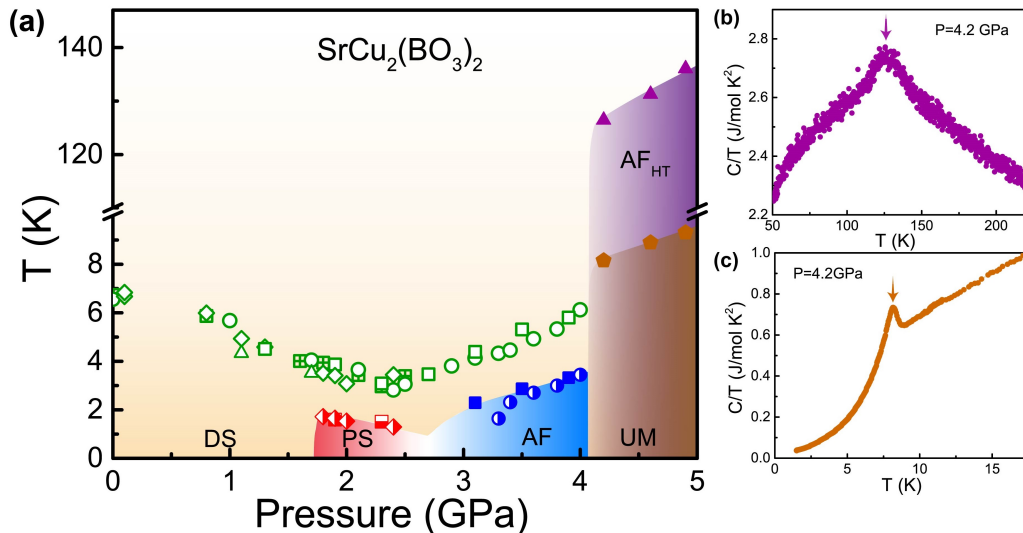 (a)
SrCu2(BO3)2
T (K)
140
120
8
6
4
2
0
AFHT
DS
PS
AF
UM
0
1
2
3
4
5
Pressure (GPa)
(b)
P=4.2 GPa
C/T (J/mol K2)
2.8
2.6
2.4
2.2
50
100
150
200
T (K)
(c)
P=4.2GPa
C/T (J/mol K2)
1.0
0.8
0.6
0.4
0.2
0.0
0
5
10
15
T (K)